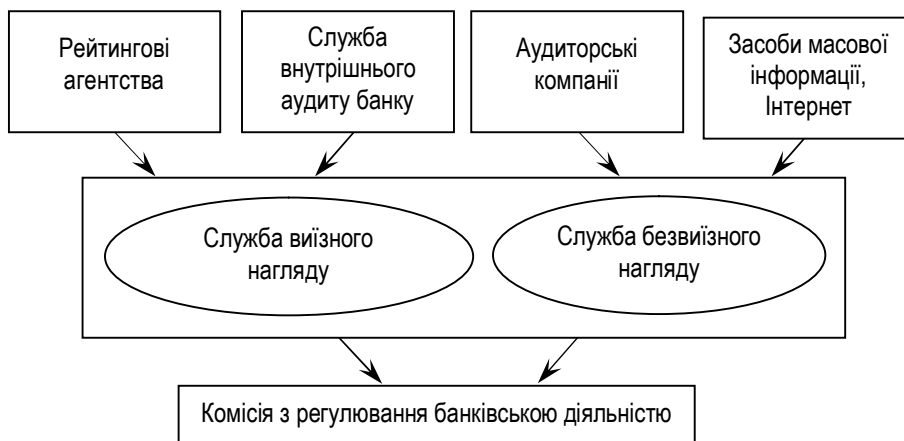 Рейтингові
агентства
Служба
внутрішнього
аудиту банку
Аудиторські
компанії
Засоби масової
інформації,
Інтернет
Служба виїзного
нагляду
Служба безвиїзного
нагляду
Комісія з регулювання банківською діяльністю